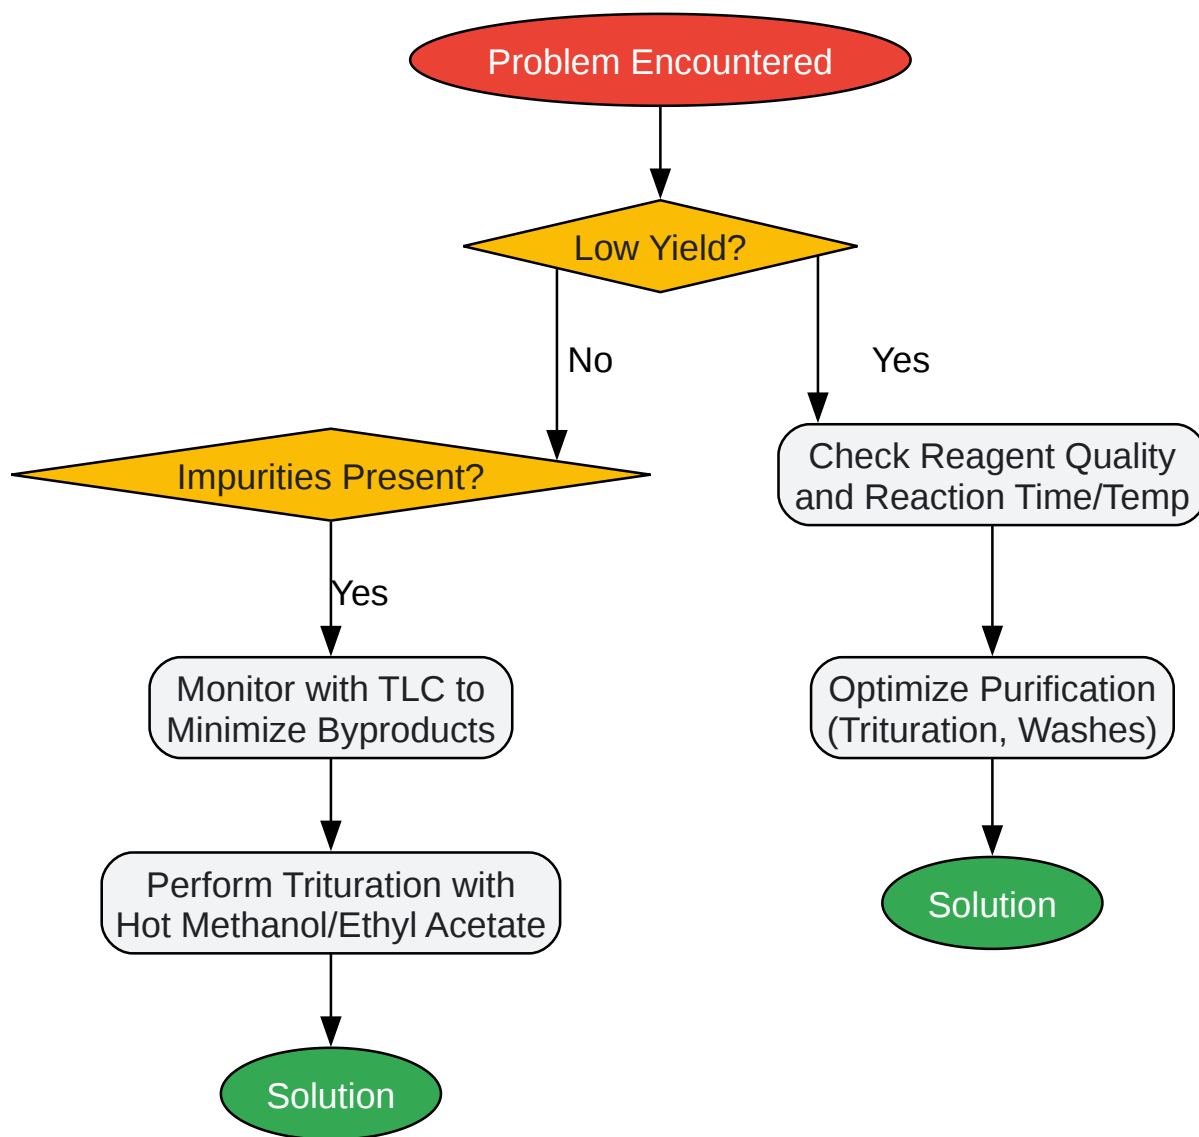 Problem Encountered
Low Yield?
No
Yes
Impurities Present?
Check Reagent Quality
and Reaction Time/Temp
Yes
Monitor with TLC to
Minimize Byproducts
Optimize Purification
(Trituration, Washes)
Perform Trituration with
Hot Methanol/Ethyl Acetate
Solution
Solution